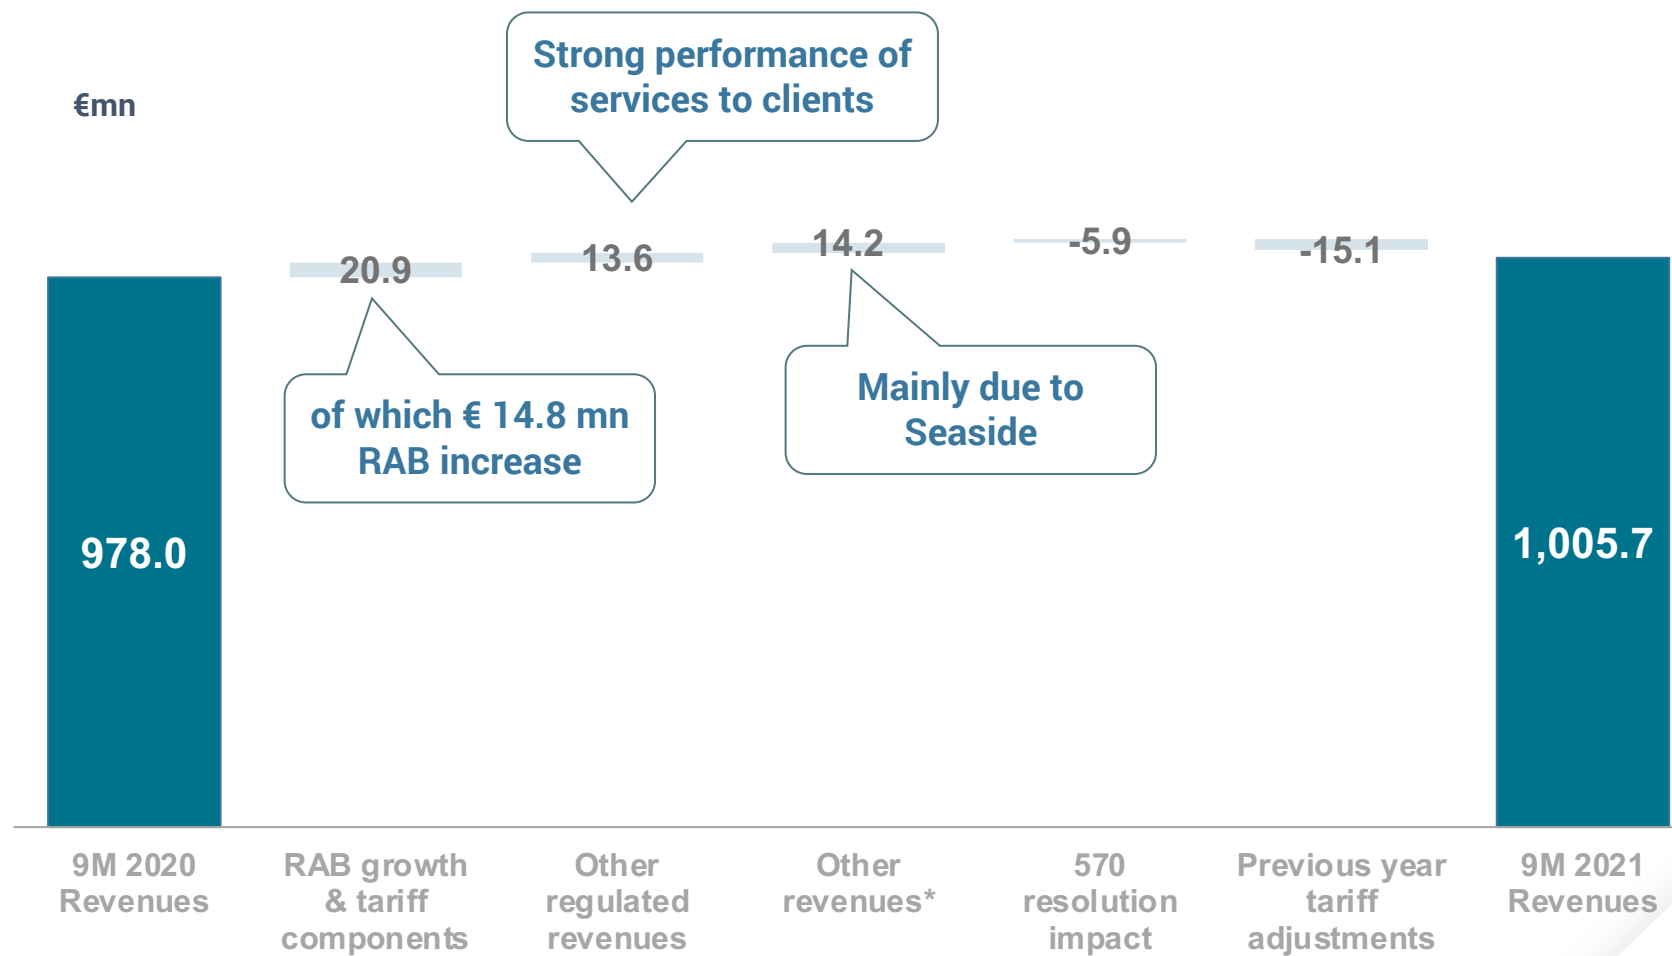 Strong performance of
services to clients
€mn
20.9
13.6
14.2
-5.9
-15.1
of which € 14.8 mn
RAB increase
Mainly due to
Seaside
978.0
1,005.7
9M 2020
Revenues
RAB growth
& tariff
components
Other
regulated
revenues
Other
revenues*
570
resolution
impact
Previous year
tariff
adjustments
9M 2021
Revenues